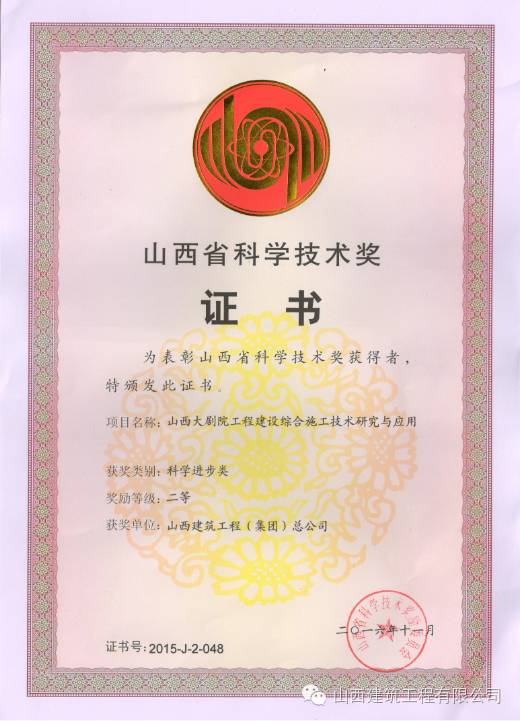 山西省科学技术奖
证 书
为表彰山西省科学技术奖获得者，
特颁发此证书。
项目名称：山西大剧院工程建设综合施工技术研究与应用
获奖类别：科学进步类
奖励等级：二等
获奖单位：山西建筑工程（集团）总公司
二〇一六年十一月
证书号：2015-J-2-048
山西建筑工程有限公司